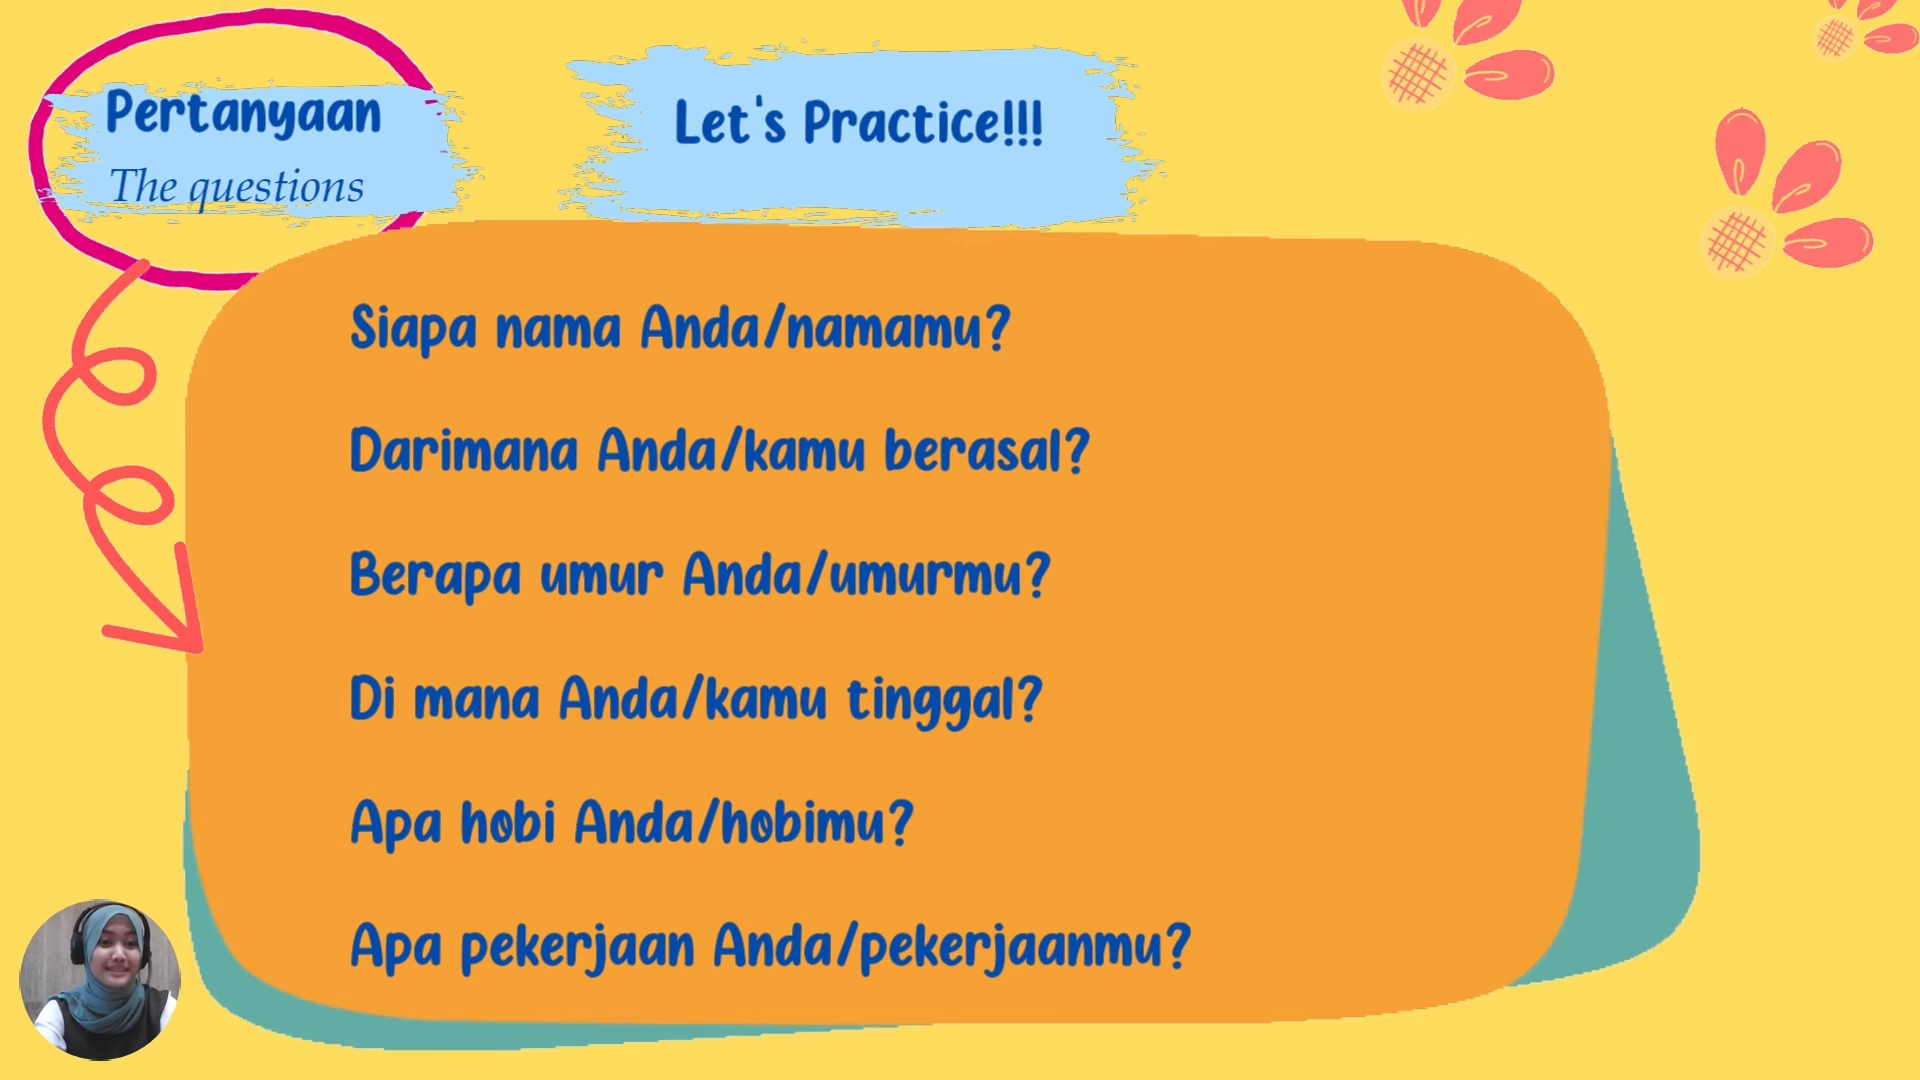 Pertanyaan
The questions
Let's Practice!!!
Siapa nama Anda/namamu?
Darimana Anda/kamu berasal?
Berapa umur Anda/umurmu?
Di mana Anda/kamu tinggal?
Apa hobi Anda/hobimu?
Apa pekerjaan Anda/pekerjaanmu?